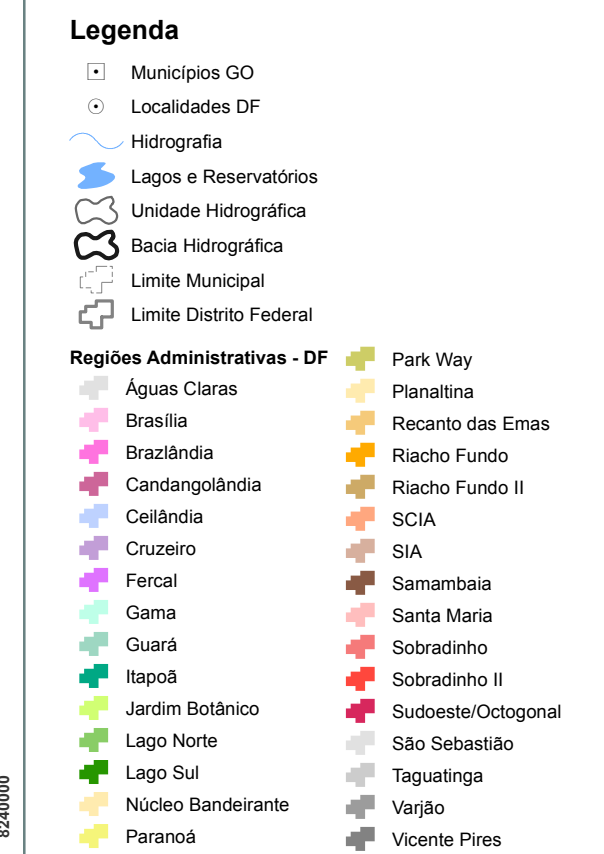 Legenda
Municípios GO
Localidades DF
Hidrografia
Lagos e Reservatórios
Unidade Hidrográfica
Bacia Hidrográfica
Limite Municipal
Limite Distrito Federal
Regiões Administrativas - DF
Águas Claras
Brasília
Brazlândia
Candangolândia
Ceilândia
Cruzeiro
Fercal
Gama
Guará
Itapoã
Jardim Botânico
Lago Norte
Lago Sul
Núcleo Bandeirante
Paranoá
Park Way
Planaltina
Recanto das Emas
Riacho Fundo
Riacho Fundo II
SCIA
SIA
Samambaia
Santa Maria
Sobradinho
Sobradinho II
Sudoeste/Octogonal
São Sebastião
Taguatinga
Varjão
Vicente Pires
8240000